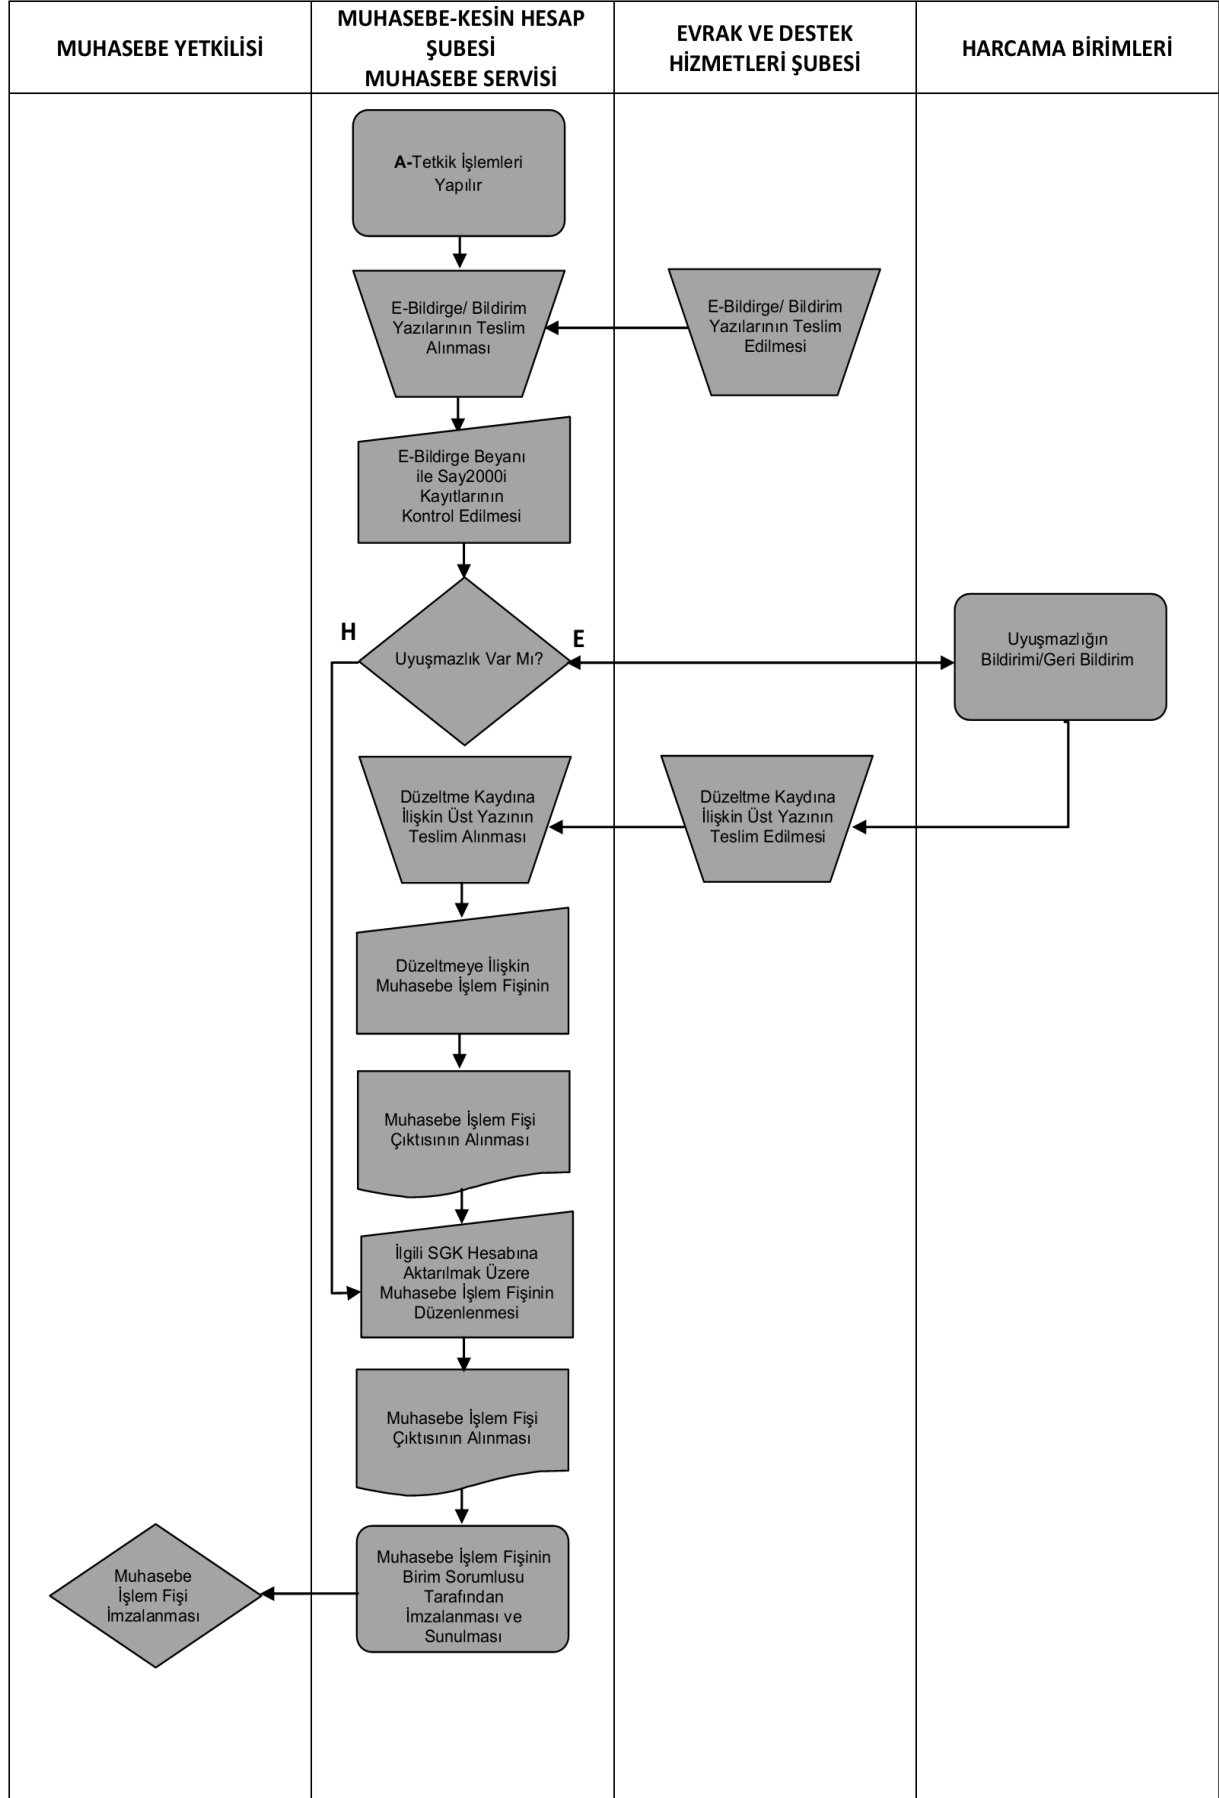 MUHASEBE YETKİLİSİ
MUHASEBE-KESİN HESAP
ŞUBESİ
MUHASEBE SERVİSİ
EVRAK VE DESTEK
HİZMETLERİ ŞUBESİ
HARCAMA BİRİMLERİ
A-Tetkik İşlemleri
Yapılır
E-Bildirge/ Bildirim
Yazılarının Teslim
Alınması
E-Bildirge/ Bildirim
Yazılarının Teslim
Edilmesi
E-Bildirge Beyanı
ile Say2000i
Kayıtlarının
Kontrol Edilmesi
H
Uyuşmazlık Var Mı?
E
Uyuşmazlığın
Bildirimi/Geri Bildirim
Düzeltme Kaydına
İlişkin Üst Yazının
Teslim Alınması
Düzeltme Kaydına
İlişkin Üst Yazının
Teslim Edilmesi
Düzeltmeye İlişkin
Muhasebe İşlem Fişinin
Muhasebe İşlem Fişi
Çıktısının Alınması
İlgili SGK Hesabına
Aktarılmak Üzere
Muhasebe İşlem Fişinin
Düzenlenmesi
Muhasebe İşlem Fişi
Çıktısının Alınması
Muhasebe
İşlem Fişi
İmzalanması
Muhasebe İşlem Fişinin
Birim Sorumlusu
Tarafından
İmzalanması ve
Sunulması